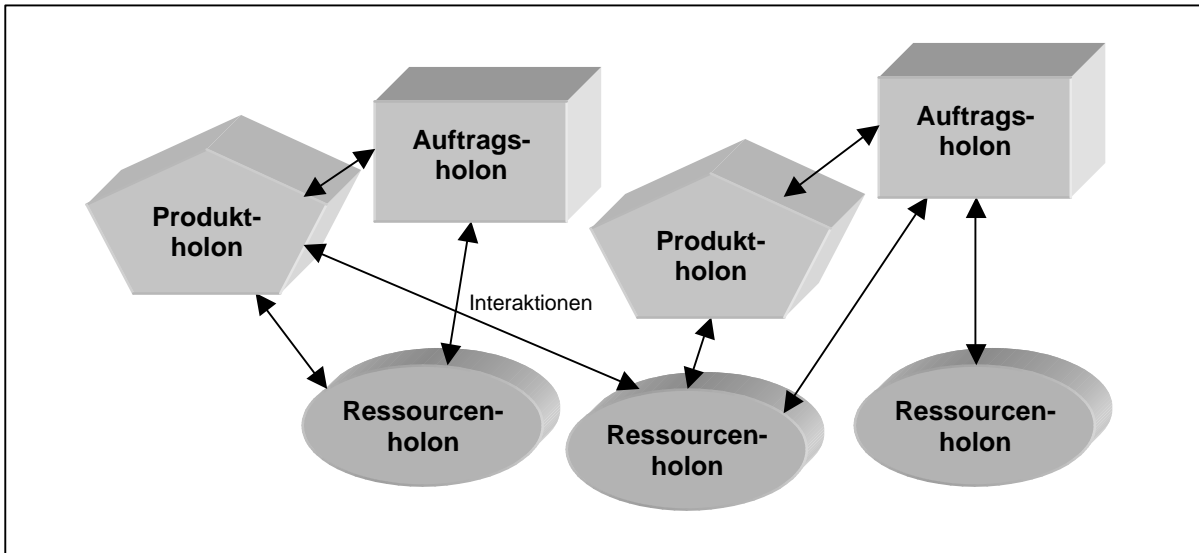 Auftrags-
holon
Produkt-
holon
Auftrags-
holon
Produkt-
holon
Interaktionen
Ressourcen-
holon
Ressourcen-
holon
Ressourcen-
holon